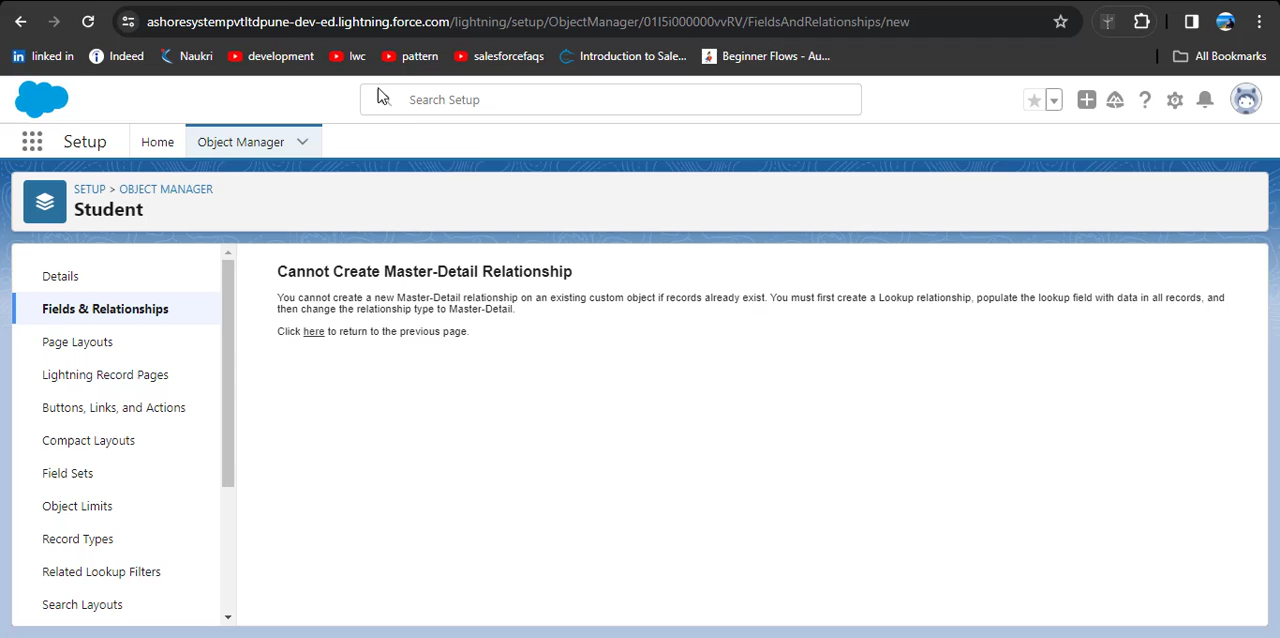 ashoresystempvtltdpune-dev-ed.lightning.force.com/lightning/setup/ObjectManager/01I5i000000vvRV/FieldsAndRelationships/new
linked in Indeed Naukri development lwc pattern salesforcefaqs Introduction to Sale... Beginner Flows - Au... All Bookmarks
Search Setup
Setup Home Object Manager
SETUP > OBJECT MANAGER
Student
Details
Fields & Relationships
Page Layouts
Lightning Record Pages
Buttons, Links, and Actions
Compact Layouts
Field Sets
Object Limits
Record Types
Related Lookup Filters
Search Layouts
Cannot Create Master-Detail Relationship
You cannot create a new Master-Detail relationship on an existing custom object if records already exist. You must first create a Lookup relationship, populate the lookup field with data in all records, and
then change the relationship type to Master-Detail.
Click here to return to the previous page.